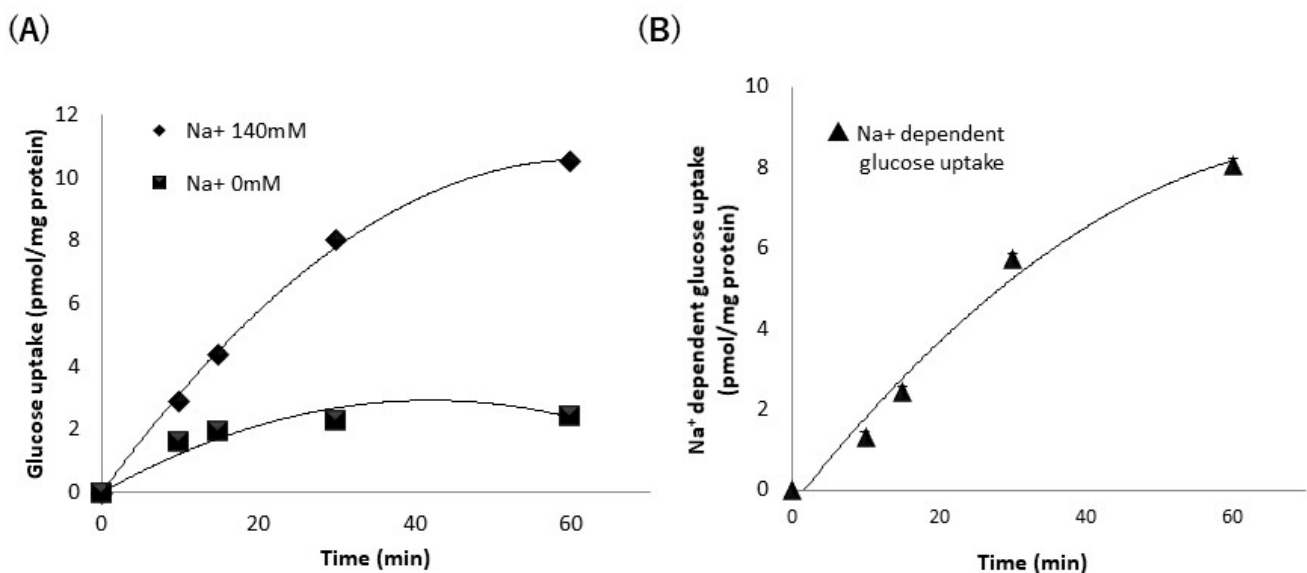 (A)
Glucose uptake (pmol/mg protein)
12
10
8
6
4
2
0
Na+ 140mM
Na+ 0mM
0 20 40 60
Time (min)
(B)
Na⁺ dependent glucose uptake
(pmol/mg protein)
10
8
6
4
2
0
Na+ dependent
glucose uptake
0 20 40 60
Time (min)